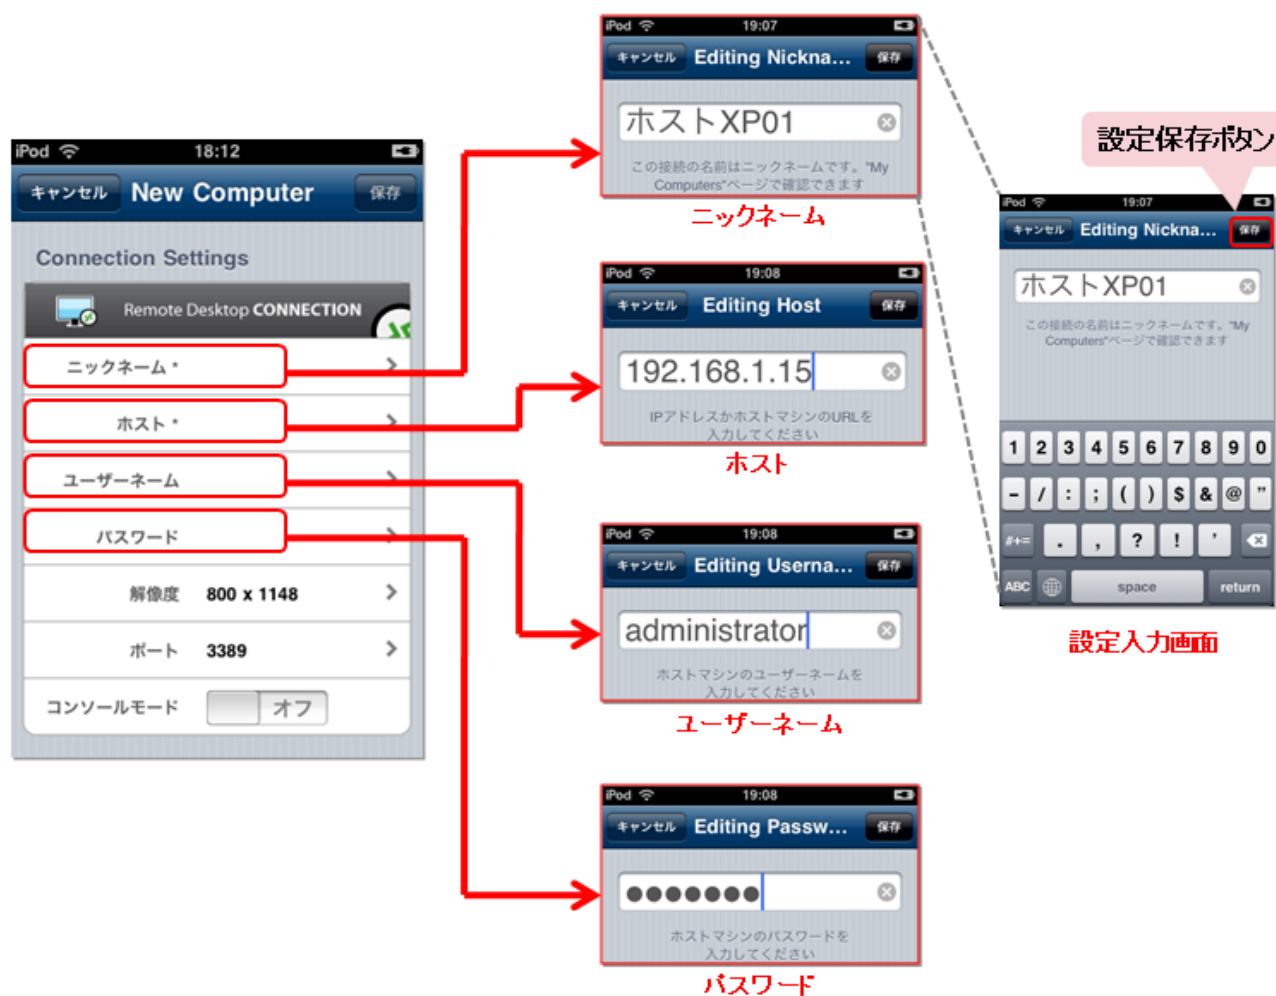 iPod 18:12
キャンセル New Computer 保存
Connection Settings
Remote Desktop CONNECTION
ニックネーム *
ホスト *
ユーザーネーム
パスワード
解像度 800 x 1148
ポート 3389
コンソールモード オフ
iPod 19:07
キャンセル Editing Nickna... 保存
ホストXP01
この接続の名前はニックネームです。"My
Computers"ページで確認できます
ニックネーム
iPod 19:08
キャンセル Editing Host 保存
192.168.1.15
IPアドレスかホストマシンのURLを
入力してください
ホスト
iPod 19:08
キャンセル Editing Userna... 保存
administrator
ホストマシンのユーザーネームを
入力してください
ユーザーネーム
iPod 19:08
キャンセル Editing Passw... 保存
●●●●●●●
ホストマシンのパスワードを
入力してください
パスワード
設定保存ボタン
iPod 19:07
キャンセル Editing Nickna... 保存
ホストXP01
この接続の名前はニックネームです。"My
Computers"ページで確認できます
1 2 3 4 5 6 7 8 9 0
- / : ; ( ) $ & @ "
#+= . , ? ! '
ABC space return
設定入力画面